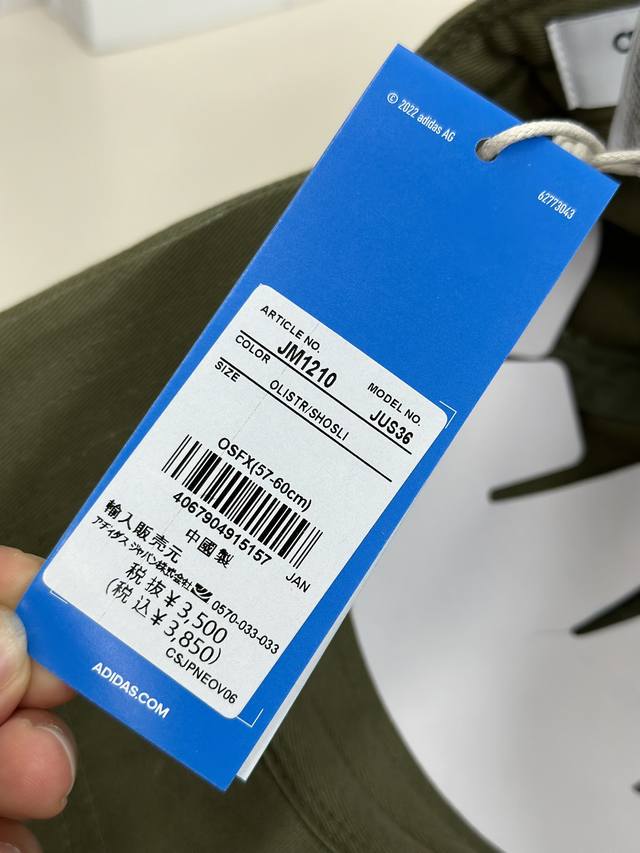 © 2022 adidas AG
62773043
ARTICLE NO.
JM1210
MODEL NO.
JUS36
COLOR
OLISTR/SHOSLI
SIZE
OSFX(57-60cm)
4067904915157
JAN
中國製
輸入販売元
アディダス ジャパン株式会社
0570-033-033
税抜¥3,500
(税込¥3,850)
CSJPNEOV06
ADIDAS.COM